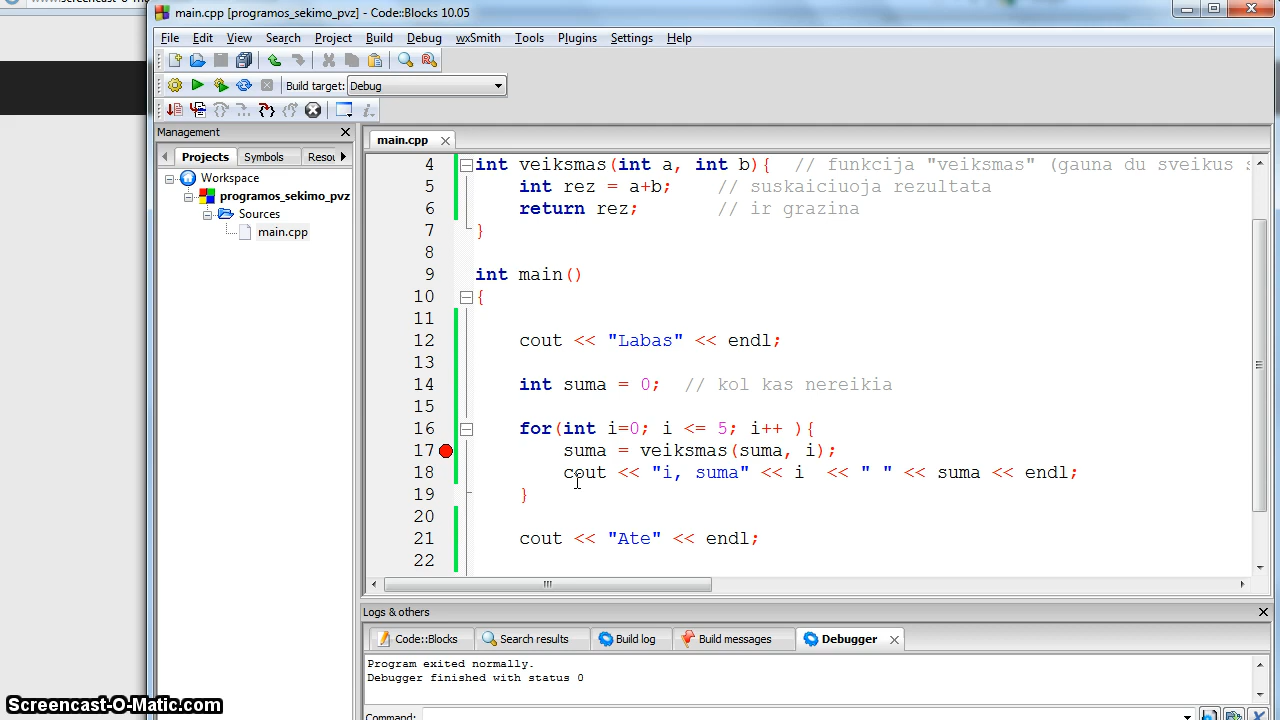 main.cpp [programos_sekimo_pvz] - Code::Blocks 10.05
File Edit View Search Project Build Debug wxSmith Tools Plugins Settings Help
Build target: Debug
Management
Projects Symbols Resou
Workspace
programos_sekimo_pvz
Sources
main.cpp
main.cpp
4 int veiksmas(int a, int b){ // funkcija "veiksmas" (gauna du sveikus s
5 int rez = a+b; // suskaiciuoja rezultata
6 return rez; // ir grazina
7 }
8
9 int main()
10 {
11
12 cout << "Labas" << endl;
13
14 int suma = 0; // kol kas nereikia
15
16 for(int i=0; i <= 5; i++ ){
17 suma = veiksmas(suma, i);
18 cout << "i, suma" << i << " " << suma << endl;
19 }
20
21 cout << "Ate" << endl;
22
Logs & others
Code::Blocks Search results Build log Build messages Debugger
Program exited normally.
Debugger finished with status 0
Command:
Screencast-O-Matic.com